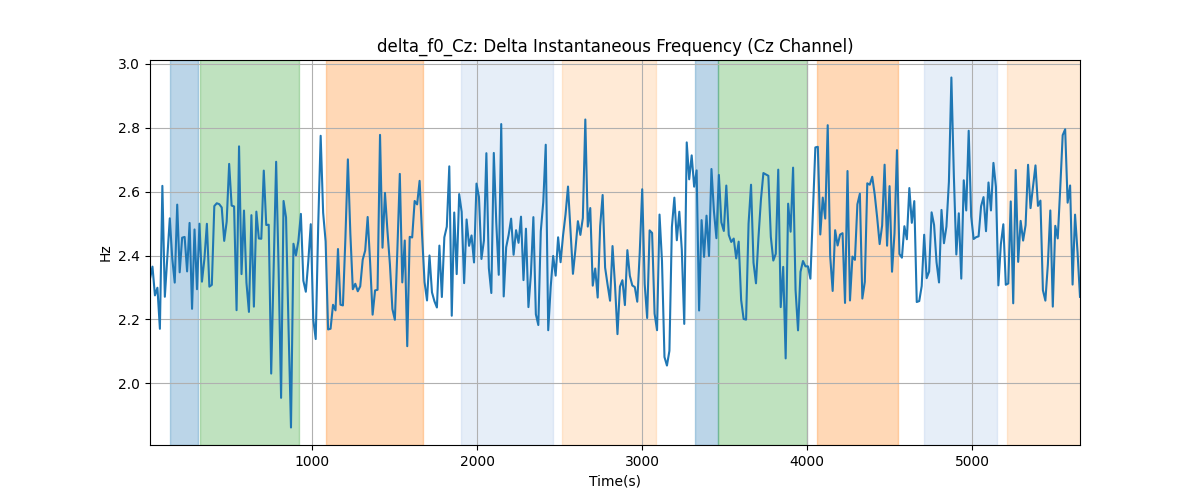 delta_f0_Cz: Delta Instantaneous Frequency (Cz Channel)
3.0
2.8
2.6
2.4
2.2
2.0
Hz
1000 2000 3000 4000 5000
Time(s)